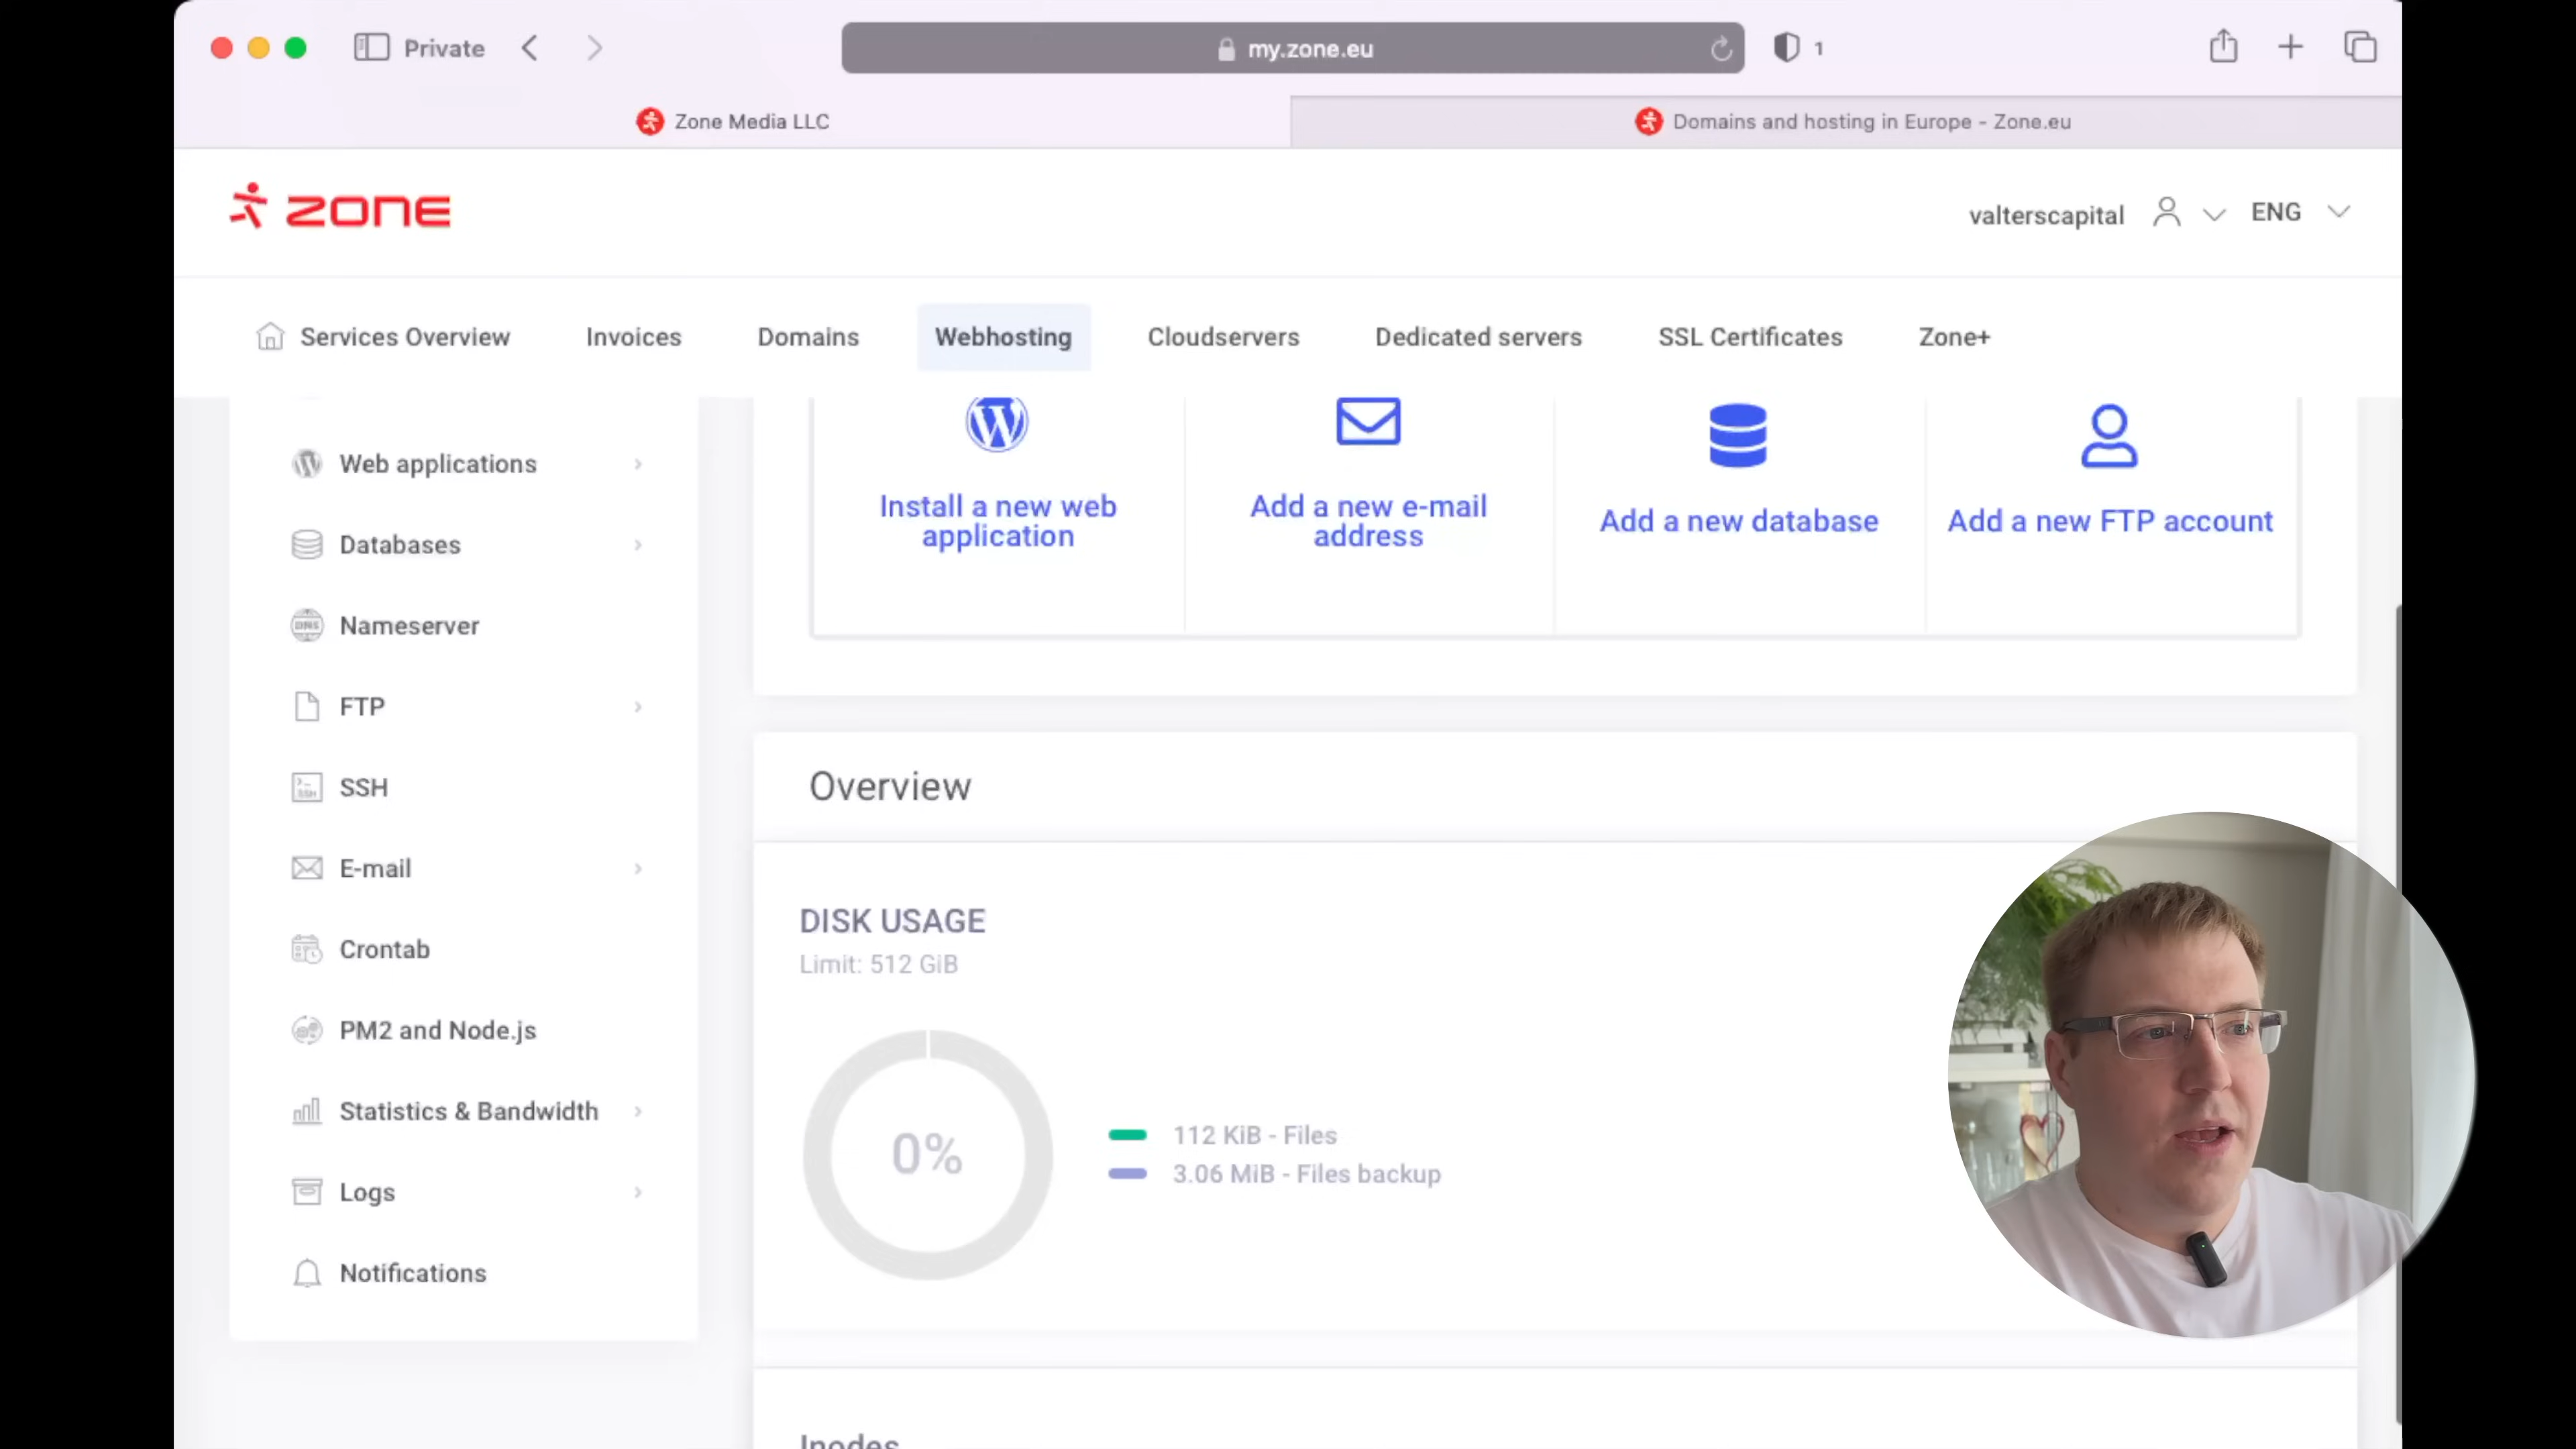 Private
my.zone.eu
1
Zone Media LLC
Domains and hosting in Europe - Zone.eu
ZONE
valterscapital
ENG
Services Overview
Invoices
Domains
Webhosting
Cloudservers
Dedicated servers
SSL Certificates
Zone+
Web applications
Databases
DNS
Nameserver
FTP
SSH
SSH
E-mail
Crontab
PM2 and Node.js
Statistics & Bandwidth
Logs
Notifications
Install a new web
application
Add a new e-mail
address
Add a new database
Add a new FTP account
Overview
DISK USAGE
Limit: 512 GiB
0%
112 KiB - Files
3.06 MiB - Files backup
Inodes